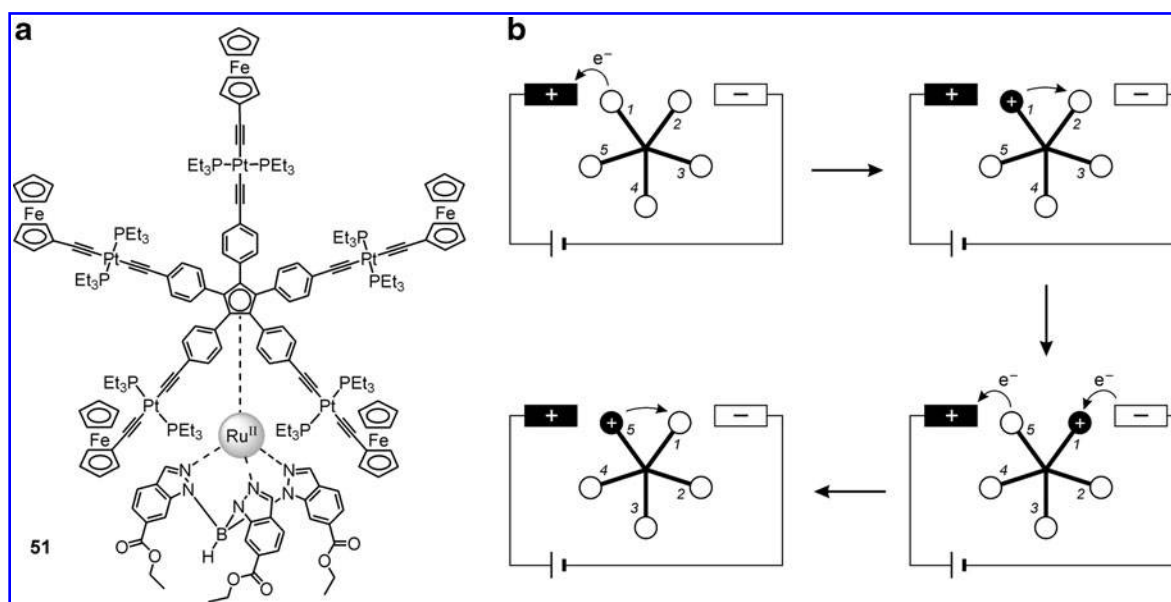 a
Fe
Et₃P Pt PEt₃
Fe
PEt₃
Pt
Et₃P
Et₃P
Pt
PEt₃
Fe
Et₃P
Pt
PEt₃
Fe
PEt₃
Pt
Et₃P
Fe
Ru^II
N N N
N N N
B
H
O
O
O
O
O
O
51
b
e⁻
+ −
1 2
5 3
4
+ −
+
1 2
5 3
4
e⁻ e⁻
+ −
+
5 1
4 2
3
+ −
+
5 1
4 2
3